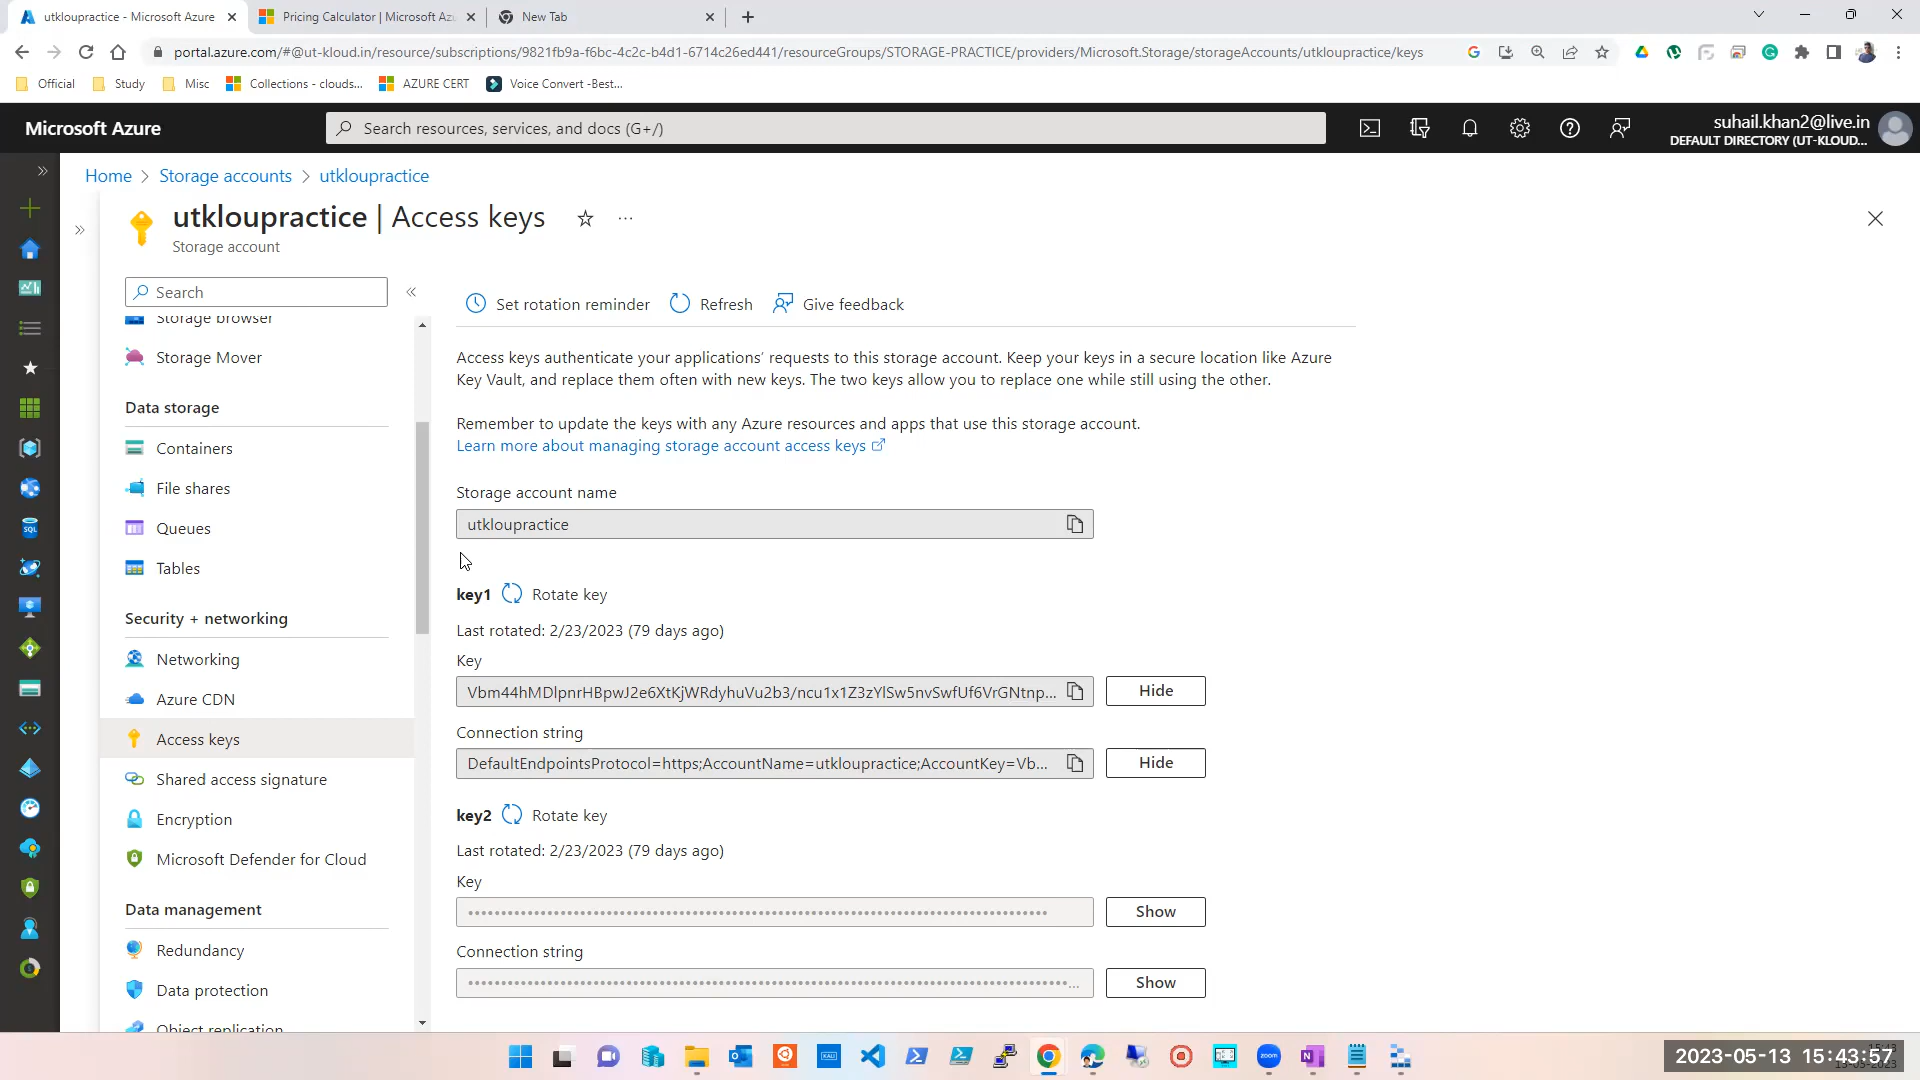 utkloupractice - Microsoft Azure
Pricing Calculator | Microsoft Azu
New Tab
portal.azure.com/#@ut-kloud.in/resource/subscriptions/9821fb9a-f6bc-4c2c-b4d1-6714c26ed441/resourceGroups/STORAGE-PRACTICE/providers/Microsoft.Storage/storageAccounts/utkloupractice/keys
Official
Study
Misc
Collections - clouds...
AZURE CERT
Voice Convert -Best...
Microsoft Azure
Search resources, services, and docs (G+/)
suhail.khan2@live.in
DEFAULT DIRECTORY (UT-KLOUD...
Home > Storage accounts > utkloupractice
utkloupractice | Access keys
Storage account
Search
Storage browser
Storage Mover
Data storage
Containers
File shares
Queues
Tables
Security + networking
Networking
Azure CDN
Access keys
Shared access signature
Encryption
Microsoft Defender for Cloud
Data management
Redundancy
Data protection
Object replication
Set rotation reminder
Refresh
Give feedback
Access keys authenticate your applications' requests to this storage account. Keep your keys in a secure location like Azure
Key Vault, and replace them often with new keys. The two keys allow you to replace one while still using the other.
Remember to update the keys with any Azure resources and apps that use this storage account.
Learn more about managing storage account access keys
Storage account name
utkloupractice
key1
Rotate key
Last rotated: 2/23/2023 (79 days ago)
Key
Vbm44hMDlpnrHBpwJ2e6XtKjWRdyhuVu2b3/ncu1x1Z3zYlSw5nvSwfUf6VrGNtnp...
Hide
Connection string
DefaultEndpointsProtocol=https;AccountName=utkloupractice;AccountKey=Vb...
Hide
key2
Rotate key
Last rotated: 2/23/2023 (79 days ago)
Key
Show
Connection string
Show
zoom
2023-05-13 15:43:57